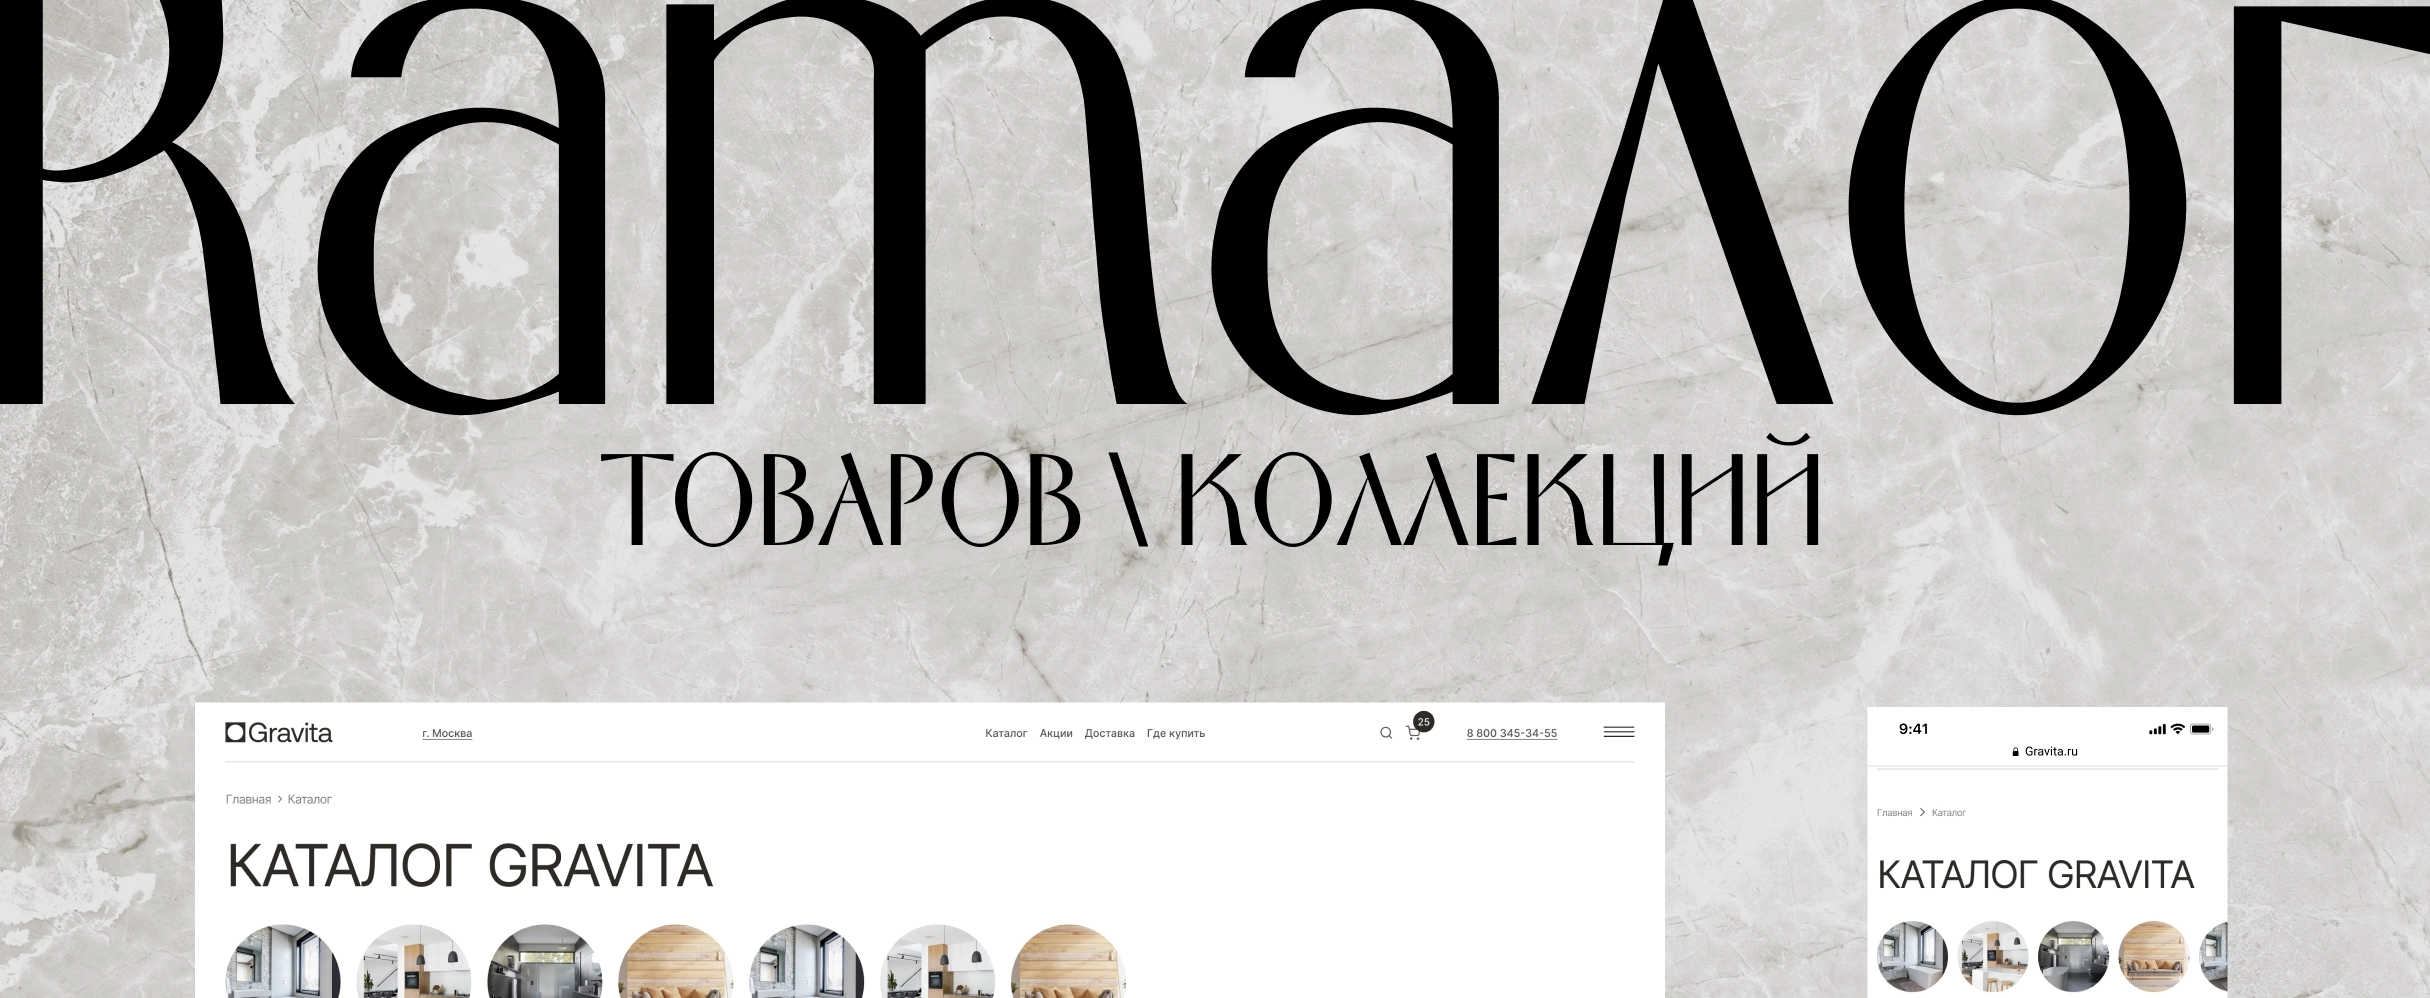 Каталог
ТОВАРОВ \ КОЛЛЕКЦИЙ
Gravita
г. Москва
Каталог Акции Доставка Где купить
25
8 800 345-34-55
Главная > Каталог
КАТАЛОГ GRAVITA
9:41
Gravita.ru
Главная > Каталог
КАТАЛОГ GRAVITA